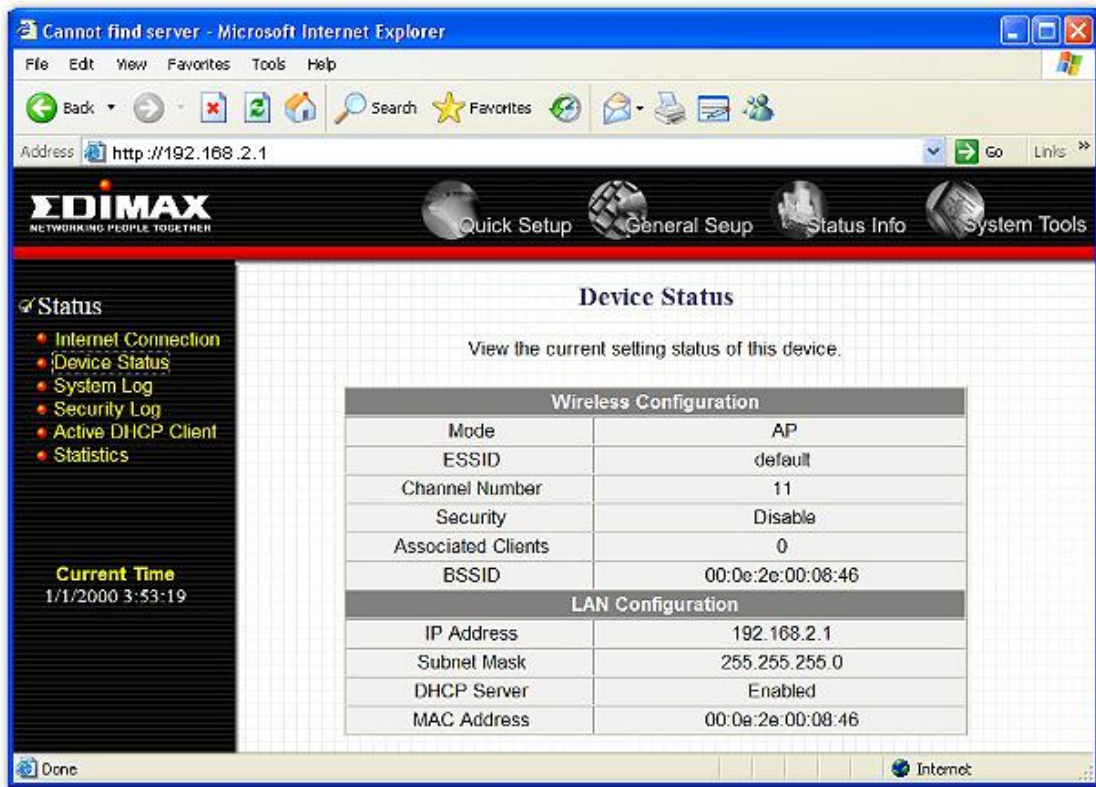 Cannot find server - Microsoft Internet Explorer
File Edit View Favorites Tools Help
Back Search Favorites
Address http://192.168.2.1 Go Links »
EDIMAX
NETWORKING PEOPLE TOGETHER
Quick Setup General Seup Status Info System Tools
Status
Internet Connection
Device Status
System Log
Security Log
Active DHCP Client
Statistics
Current Time
1/1/2000 3:53:19
Device Status
View the current setting status of this device.
Wireless Configuration
Mode AP
ESSID default
Channel Number 11
Security Disable
Associated Clients 0
BSSID 00:0e:2e:00:08:46
LAN Configuration
IP Address 192.168.2.1
Subnet Mask 255.255.255.0
DHCP Server Enabled
MAC Address 00:0e:2e:00:08:46
Done Internet